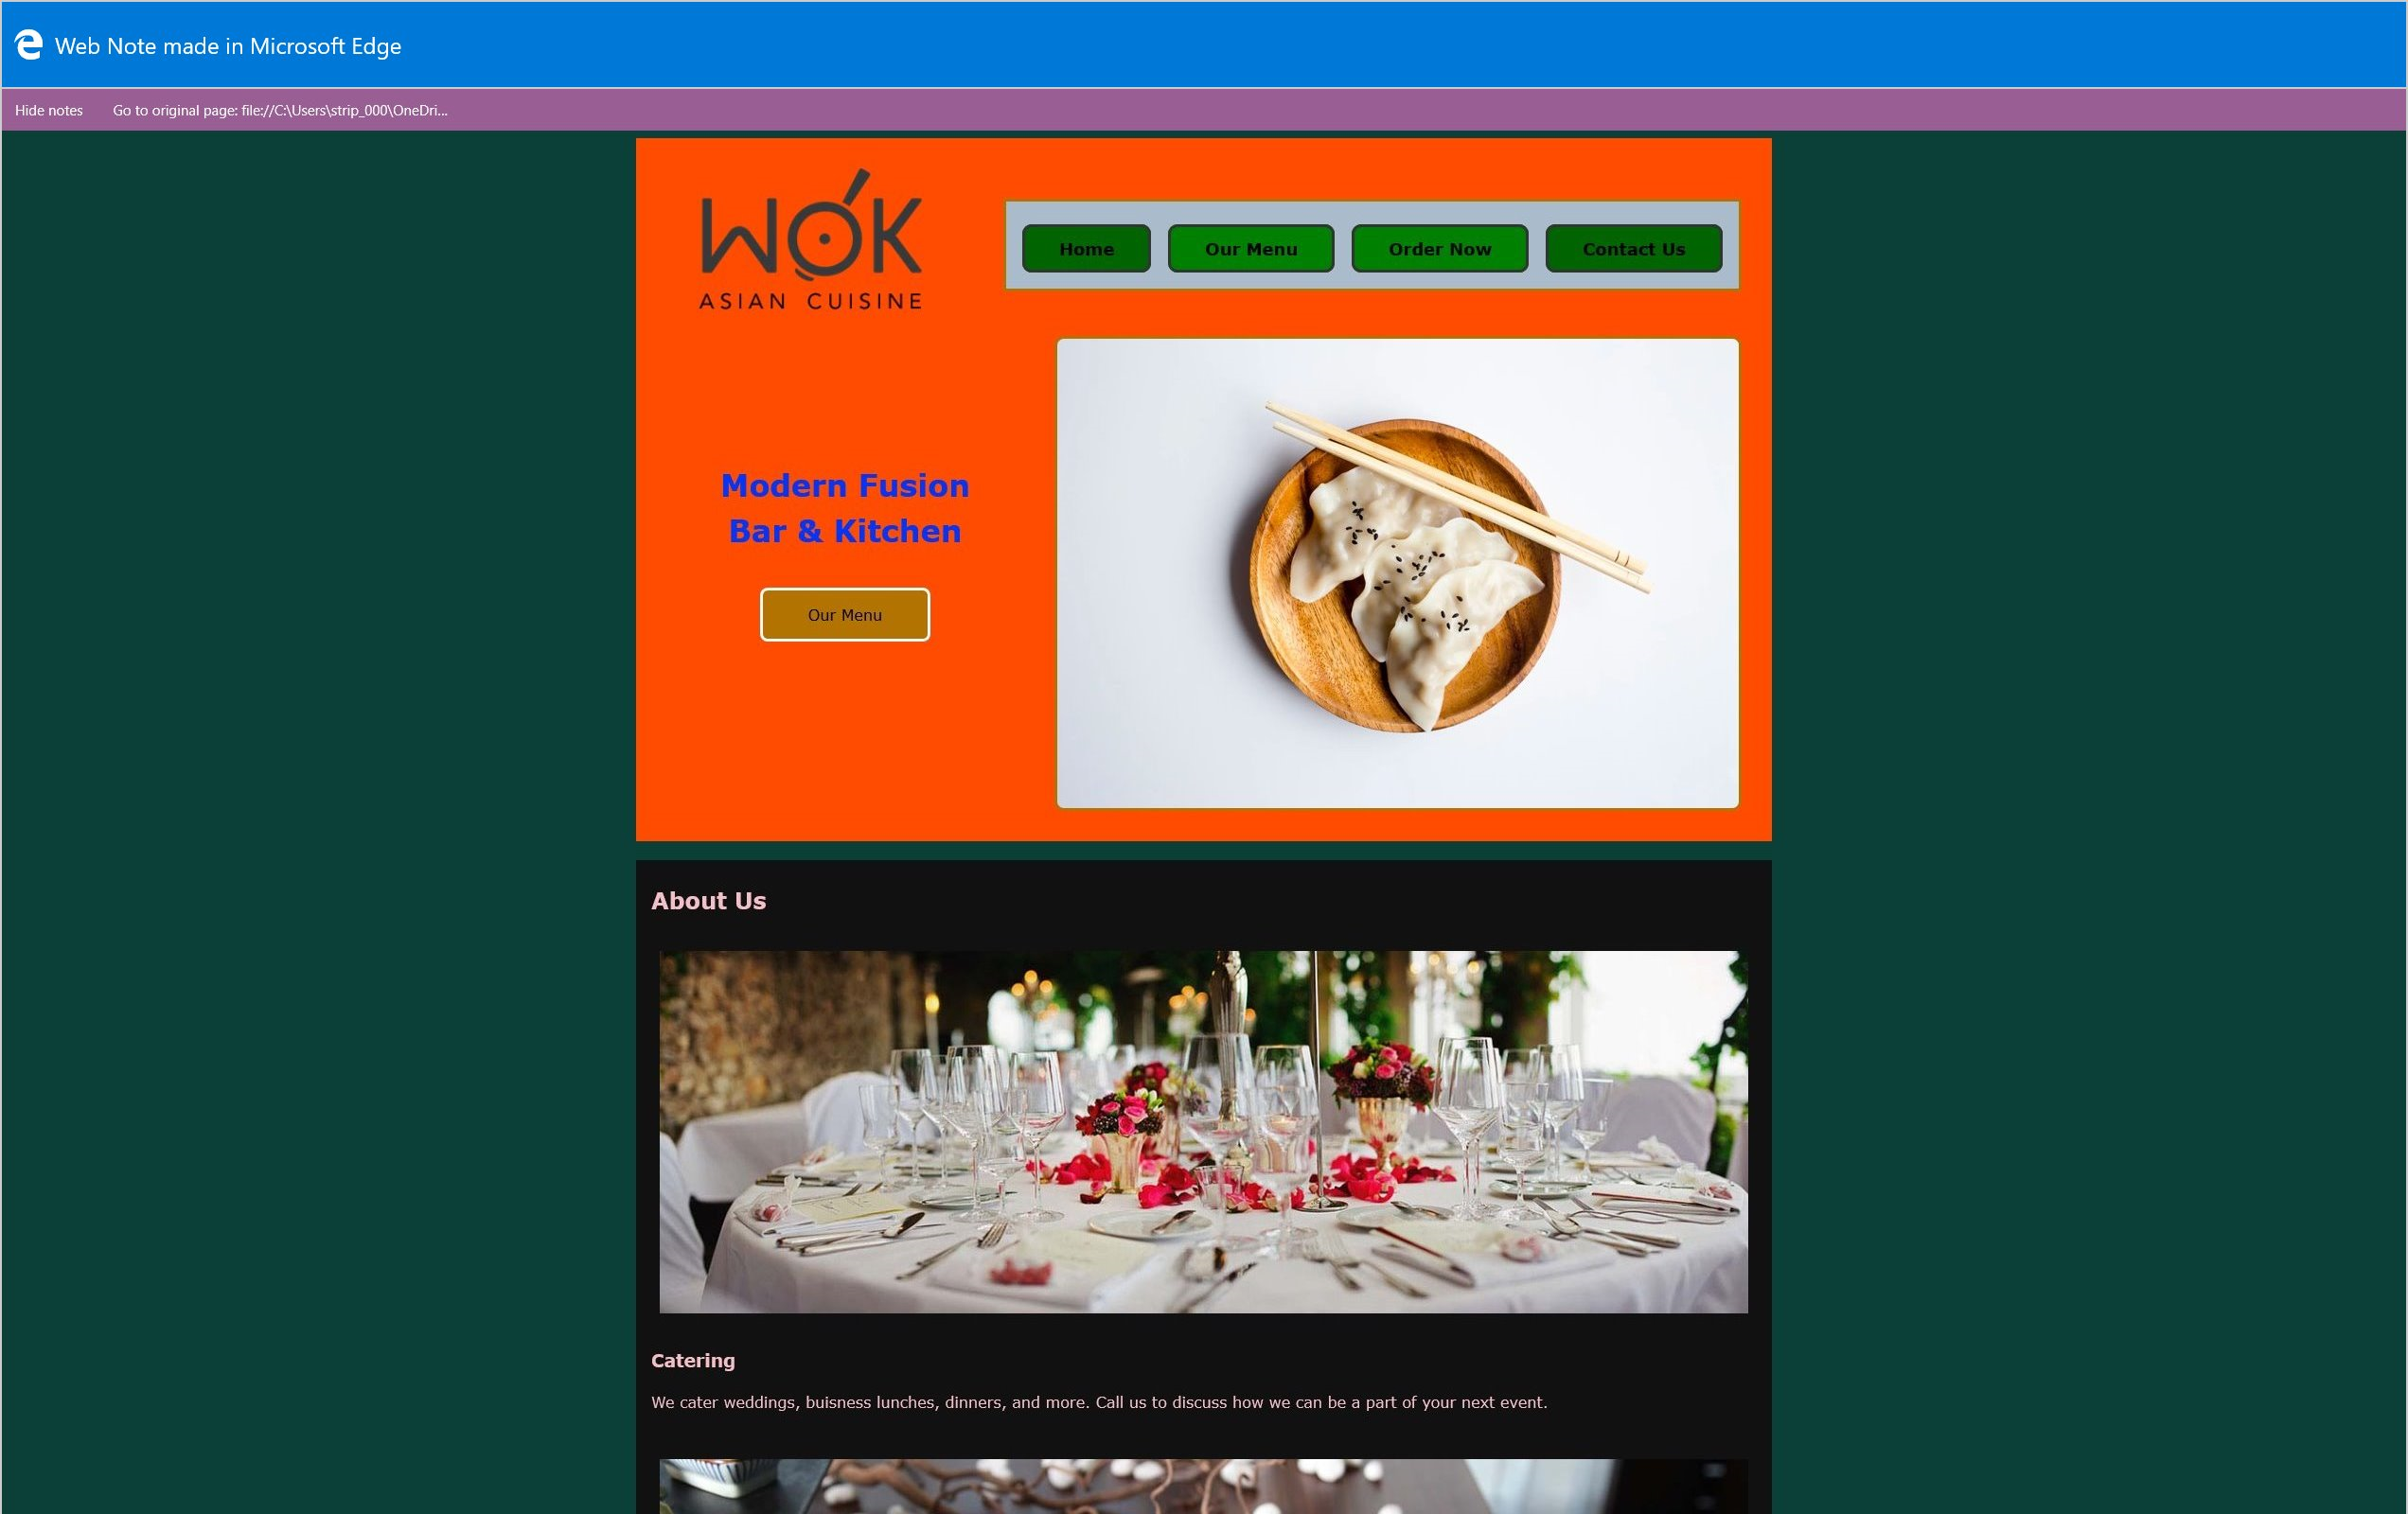 Web Note made in Microsoft Edge
Hide notes Go to original page: file://C:\Users\strip_000\OneDri...
WOK
ASIAN CUISINE
Home Our Menu Order Now Contact Us
Modern Fusion
Bar & Kitchen
Our Menu
About Us
Catering
We cater weddings, buisness lunches, dinners, and more. Call us to discuss how we can be a part of your next event.